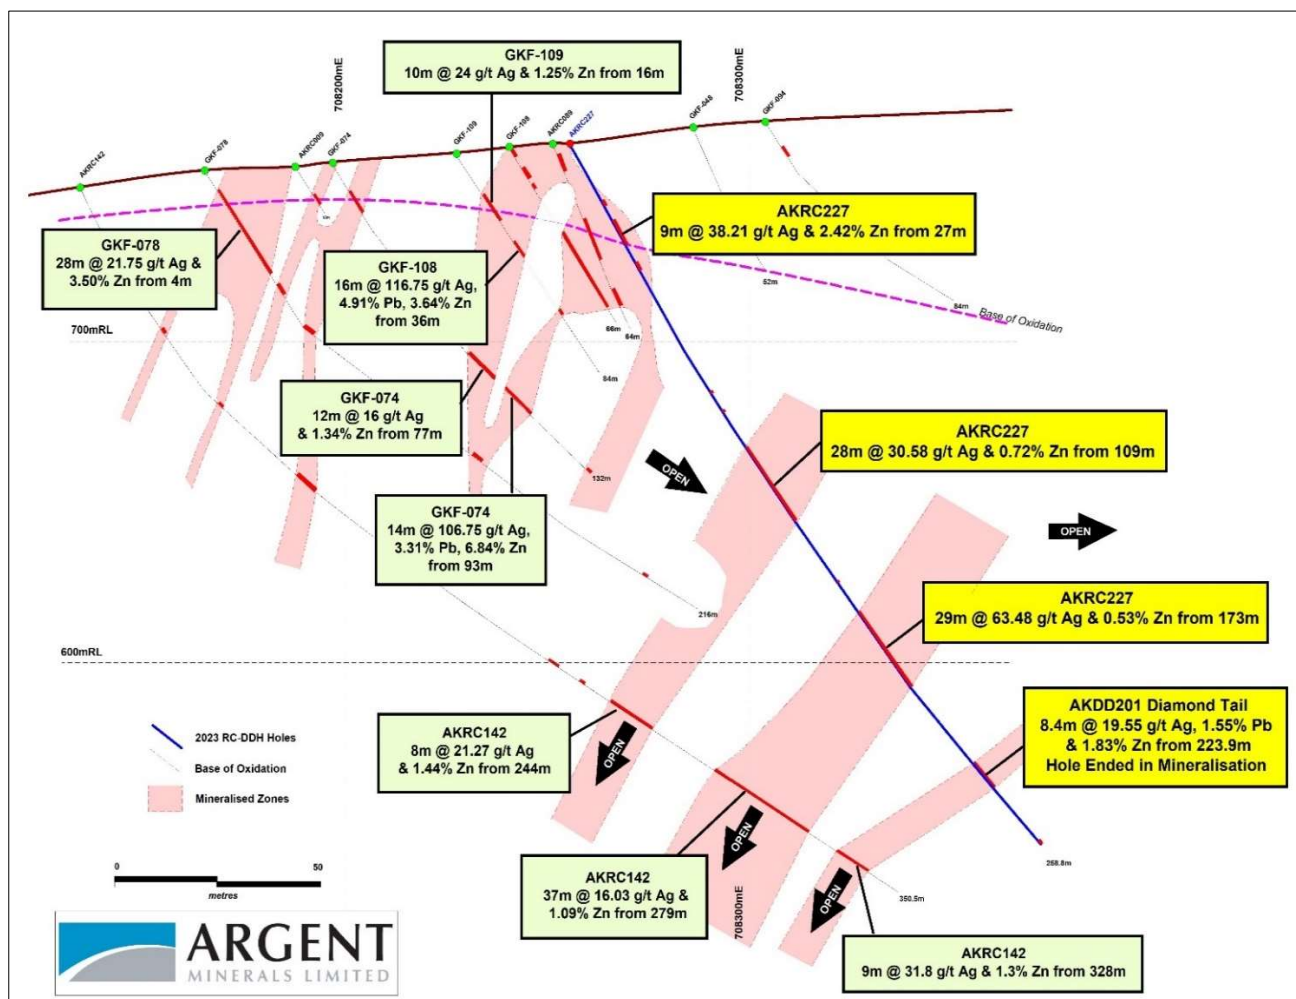 GKF-109
10m @ 24 g/t Ag & 1.25% Zn from 16m
708200mE
708300mE
AKRC142
GKF-078
AKRC009
GKF-074
GKF-109
GKF-108
AKRC089
AKRC227
GKF-048
GKF-094
AKRC227
9m @ 38.21 g/t Ag & 2.42% Zn from 27m
GKF-078
28m @ 21.75 g/t Ag &
3.50% Zn from 4m
GKF-108
16m @ 116.75 g/t Ag,
4.91% Pb, 3.64% Zn
from 36m
52m
84m
Base of Oxidation
700mRL
66m
64m
84m
GKF-074
12m @ 16 g/t Ag
& 1.34% Zn from 77m
AKRC227
28m @ 30.58 g/t Ag & 0.72% Zn from 109m
OPEN
132m
GKF-074
14m @ 106.75 g/t Ag,
3.31% Pb, 6.84% Zn
from 93m
OPEN
216m
AKRC227
29m @ 63.48 g/t Ag & 0.53% Zn from 173m
600mRL
AKDD201 Diamond Tail
8.4m @ 19.55 g/t Ag, 1.55% Pb
& 1.83% Zn from 223.9m
Hole Ended in Mineralisation
AKRC142
8m @ 21.27 g/t Ag
& 1.44% Zn from 244m
OPEN
2023 RC-DDH Holes
Base of Oxidation
Mineralised Zones
OPEN
258.8m
0
50
metres
AKRC142
37m @ 16.03 g/t Ag &
1.09% Zn from 279m
708300mE
OPEN
350.5m
AKRC142
9m @ 31.8 g/t Ag & 1.3% Zn from 328m
ARGENT
MINERALS LIMITED